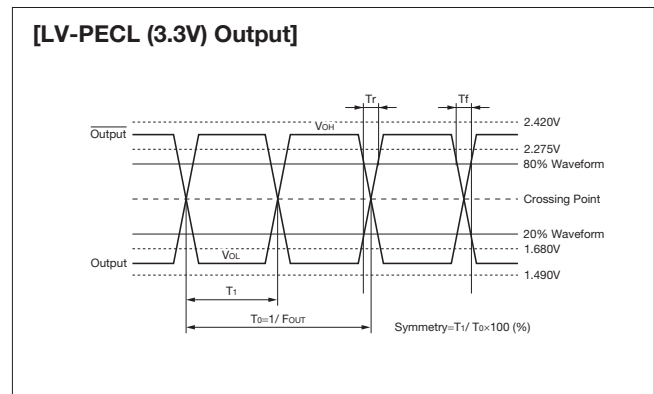 [LV-PECL (3.3V) Output]
Tr
Tf
Output
VOH
2.420V
2.275V
80% Waveform
Crossing Point
20% Waveform
1.680V
Output
VOL
1.490V
T1
T0=1/ FOUT
Symmetry=T1/ T0×100 (%)